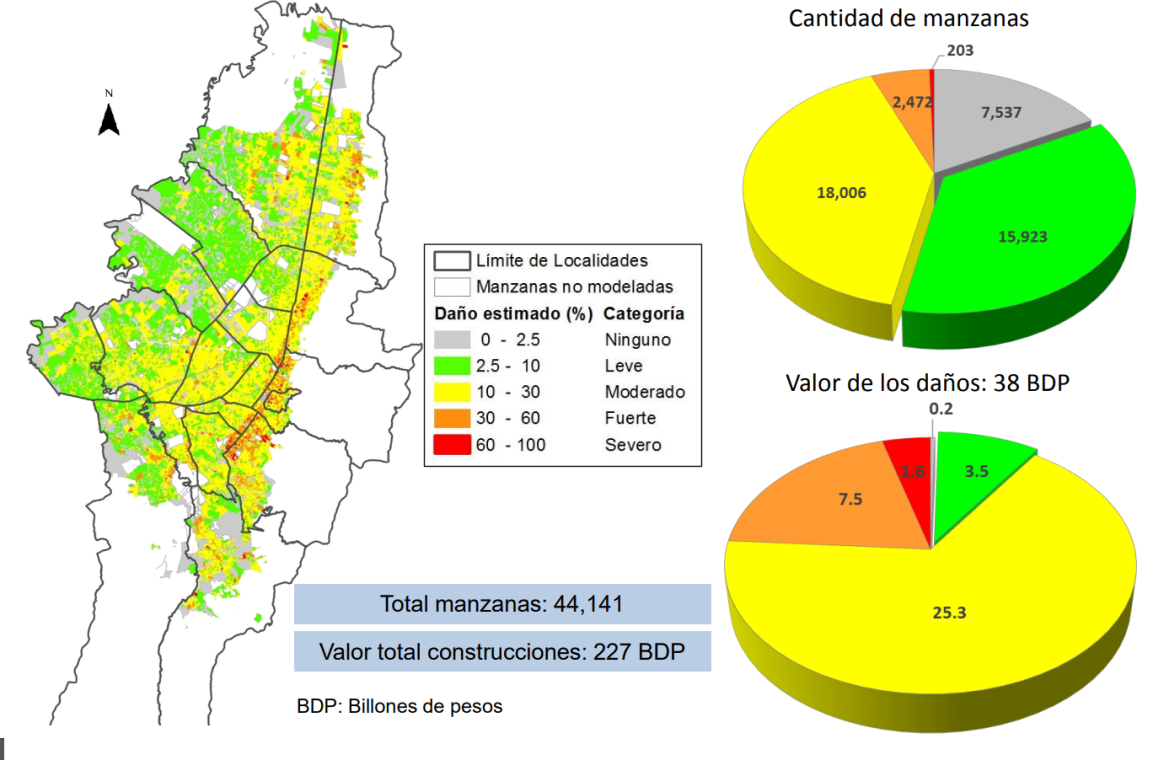 Cantidad de manzanas
203
2,472
7,537
18,006
15,923
N
Límite de Localidades
Manzanas no modeladas
Daño estimado (%) Categoría
0 - 2.5 Ninguno
2.5 - 10 Leve
10 - 30 Moderado
30 - 60 Fuerte
60 - 100 Severo
Valor de los daños: 38 BDP
0.2
1.6
3.5
7.5
25.3
Total manzanas: 44,141
Valor total construcciones: 227 BDP
BDP: Billones de pesos